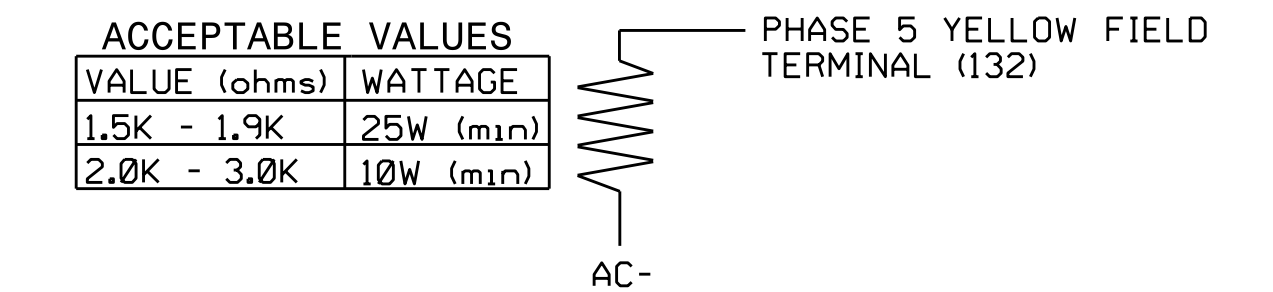 ACCEPTABLE VALUES
VALUE (ohms) WATTAGE
1.5K - 1.9K 25W (min)
2.0K - 3.0K 10W (min)
PHASE 5 YELLOW FIELD
TERMINAL (132)
AC-